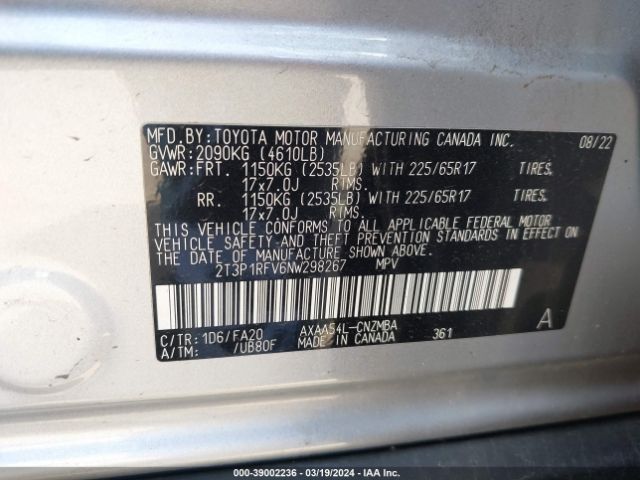 MFD.BY:TOYOTA MOTOR MANUFACTURING CANADA INC. 08/22
GVWR:2090KG (4610LB)
GAWR:FRT. 1150KG (2535LB) WITH 225/65R17 TIRES.
17x7.0J RIMS.
RR. 1150KG (2535LB) WITH 225/65R17 TIRES.
17x7.0J RIMS.
THIS VEHICLE CONFORMS TO ALL APPLICABLE FEDERAL MOTOR
VEHICLE SAFETY AND THEFT PREVENTION STANDARDS IN EFFECT ON
THE DATE OF MANUFACTURE SHOWN ABOVE.
2T3P1RFV6NW298267 MPV
C/TR:1D6/FA20 AXAA54L-CNZMBA 361 A
A/TM: /UB80F MADE IN CANADA
000-39002236 - 03/19/2024 - IAA Inc.